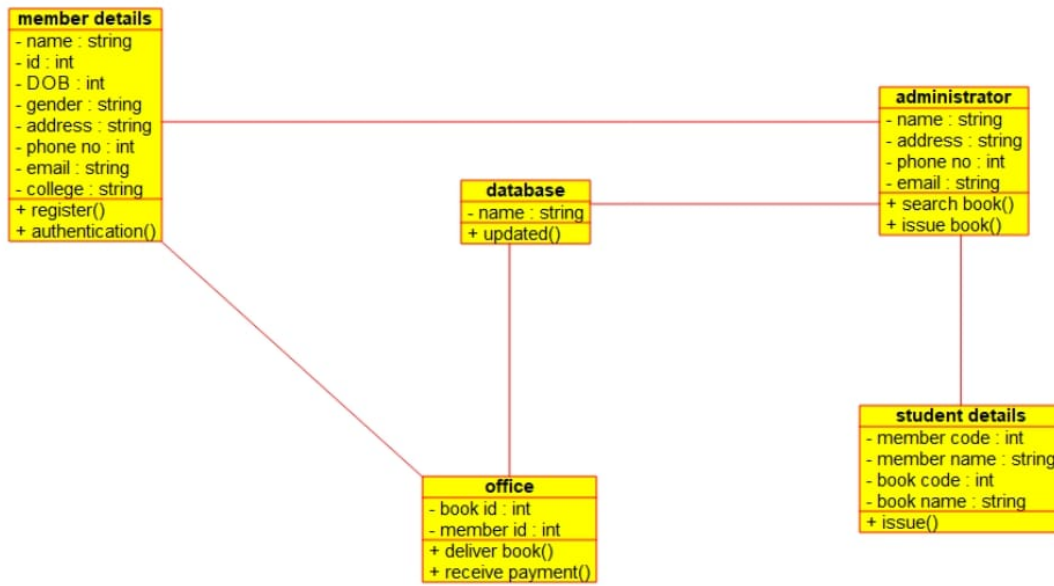 member details
- name : string
- id : int
- DOB : int
- gender : string
- address : string
- phone no : int
- email : string
- college : string
+ register()
+ authentication()
administrator
- name : string
- address : string
- phone no : int
- email : string
+ search book()
+ issue book()
database
- name : string
+ updated()
student details
- member code : int
- member name : string
- book code : int
- book name : string
+ issue()
office
- book id : int
- member id : int
+ deliver book()
+ receive payment()